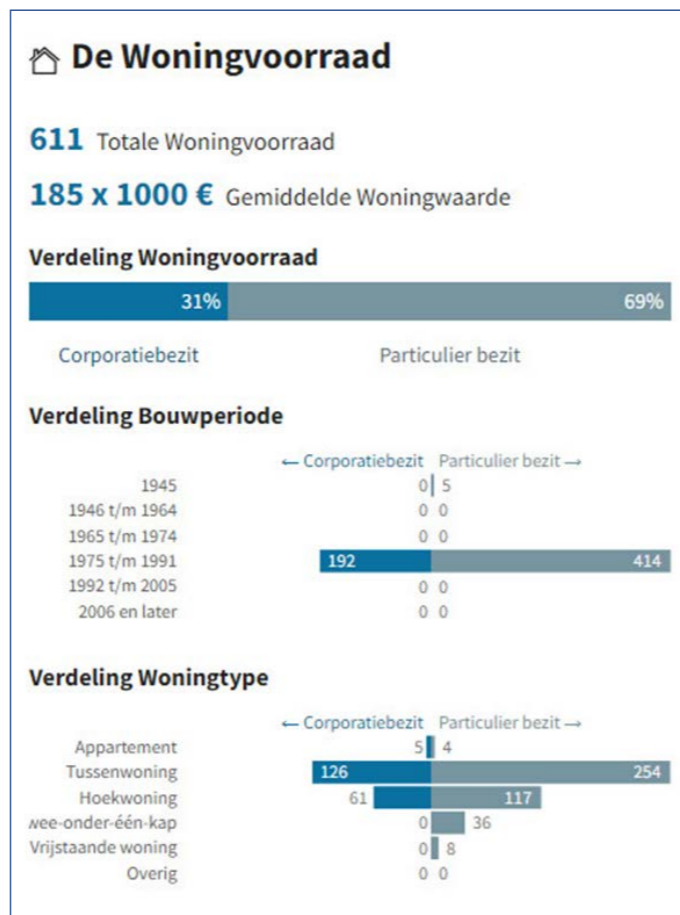 De Woningvoorraad
611 Totale Woningvoorraad
185 x 1000 € Gemiddelde Woningwaarde
Verdeling Woningvoorraad
31% 69%
Corporatiebezit Particulier bezit
Verdeling Bouwperiode
← Corporatiebezit Particulier bezit →
1945 0 5
1946 t/m 1964 0 0
1965 t/m 1974 0 0
1975 t/m 1991 192 414
1992 t/m 2005 0 0
2006 en later 0 0
Verdeling Woningtype
← Corporatiebezit Particulier bezit →
Appartement 5 4
Tussenwoning 126 254
Hoekwoning 61 117
wee-onder-één-kap 0 36
Vrijstaande woning 0 8
Overig 0 0